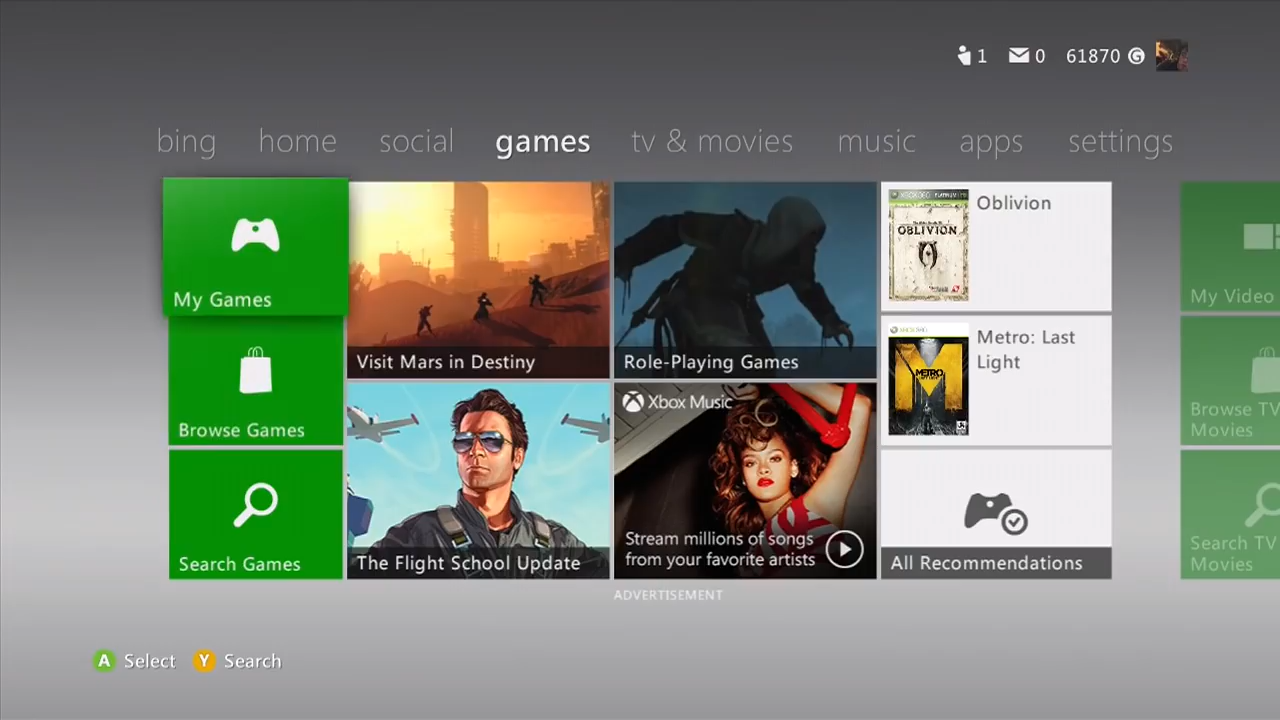 1 0 61870 G
bing home social games tv & movies music apps settings
My Games
Browse Games
Search Games
Visit Mars in Destiny
The Flight School Update
Role-Playing Games
Xbox Music
Stream millions of songs
from your favorite artists
ADVERTISEMENT
OBLIVION
Oblivion
METRO
Metro: Last
Light
All Recommendations
My Video
Browse TV
Movies
Search TV
Movies
A Select Y Search